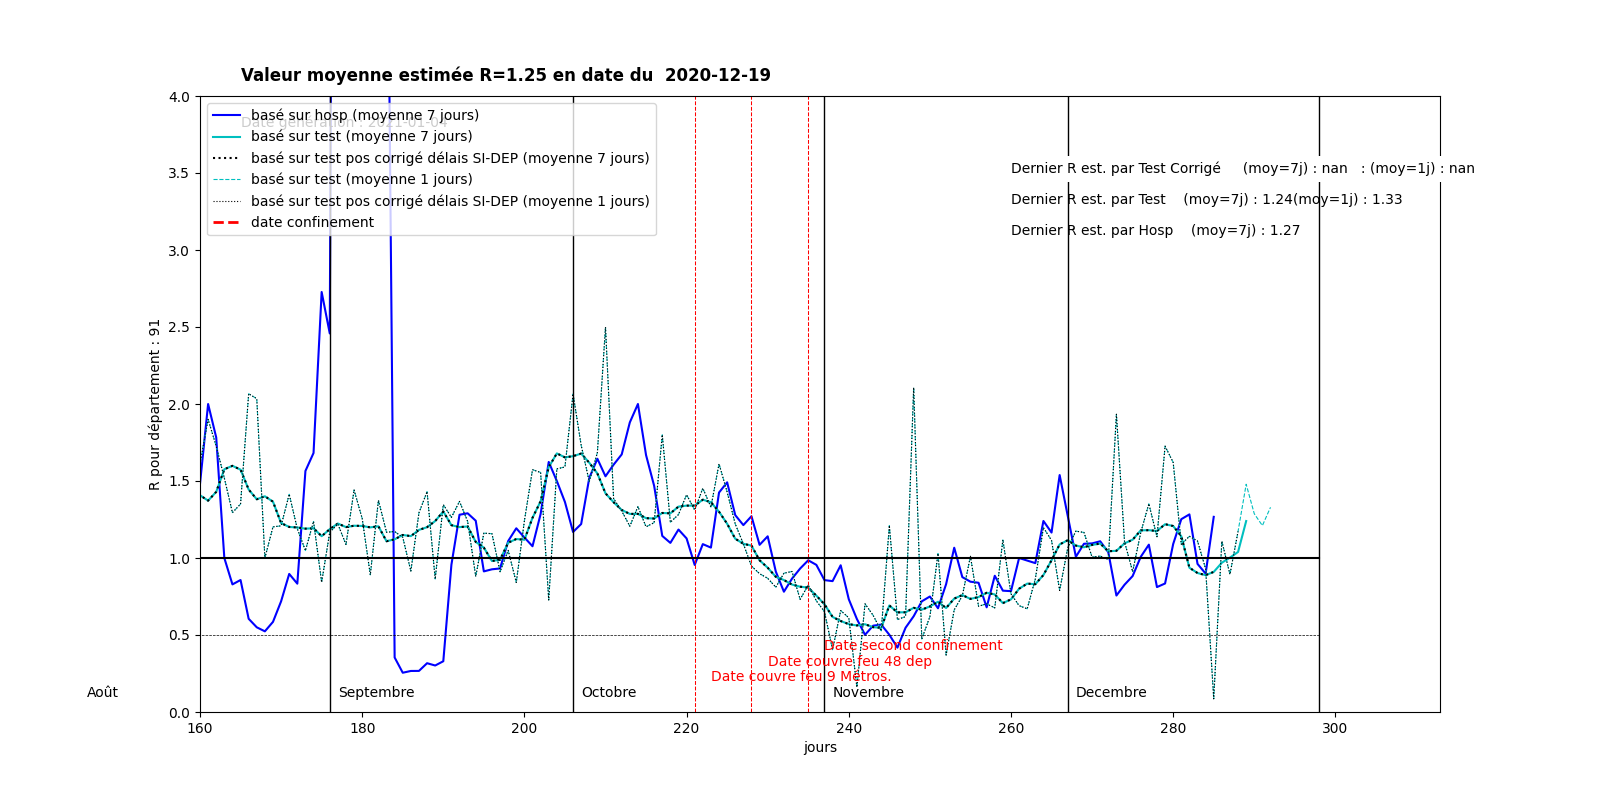 Valeur moyenne estimée R=1.25 en date du  2020-12-19
Date génération : 2021-01-04
basé sur hosp (moyenne 7 jours)
basé sur test (moyenne 7 jours)
basé sur test pos corrigé délais SI-DEP (moyenne 7 jours)
basé sur test (moyenne 1 jours)
basé sur test pos corrigé délais SI-DEP (moyenne 1 jours)
date confinement
Dernier R est. par Test Corrigé     (moy=7j) : nan   : (moy=1j) : nan
Dernier R est. par Test    (moy=7j) : 1.24(moy=1j) : 1.33
Dernier R est. par Hosp    (moy=7j) : 1.27
R pour département : 91
4.0
3.5
3.0
2.5
2.0
1.5
1.0
0.5
0.0
Date second confinement
Date couvre feu 48 dep
Date couvre feu 9 Métros.
Août
Septembre
Octobre
Novembre
Decembre
160
180
200
220
240
260
280
300
jours